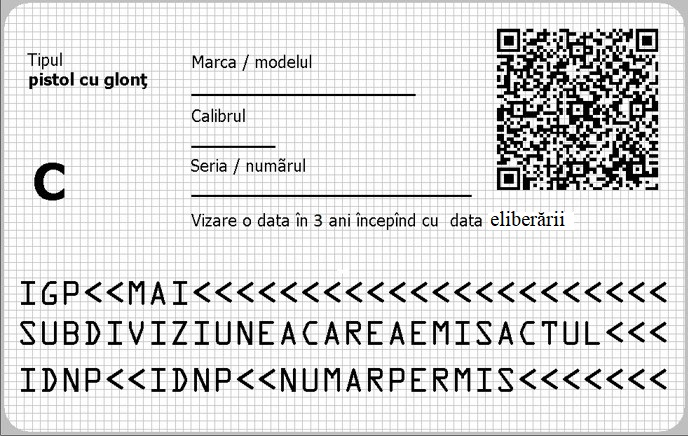 Tipul
pistol cu glonţ
C
Marca / modelul
Calibrul
Seria / numãrul
Vizare o data în 3 ani începînd cu data eliberării
IGP<<MAI<<<<<<<<<<<<<<<<<<<<<<<
SUBDIVIZIUNEACAREAEMISACTUL<<<
IDNP<<IDNP<<NUMARPERMIS<<<<<<<